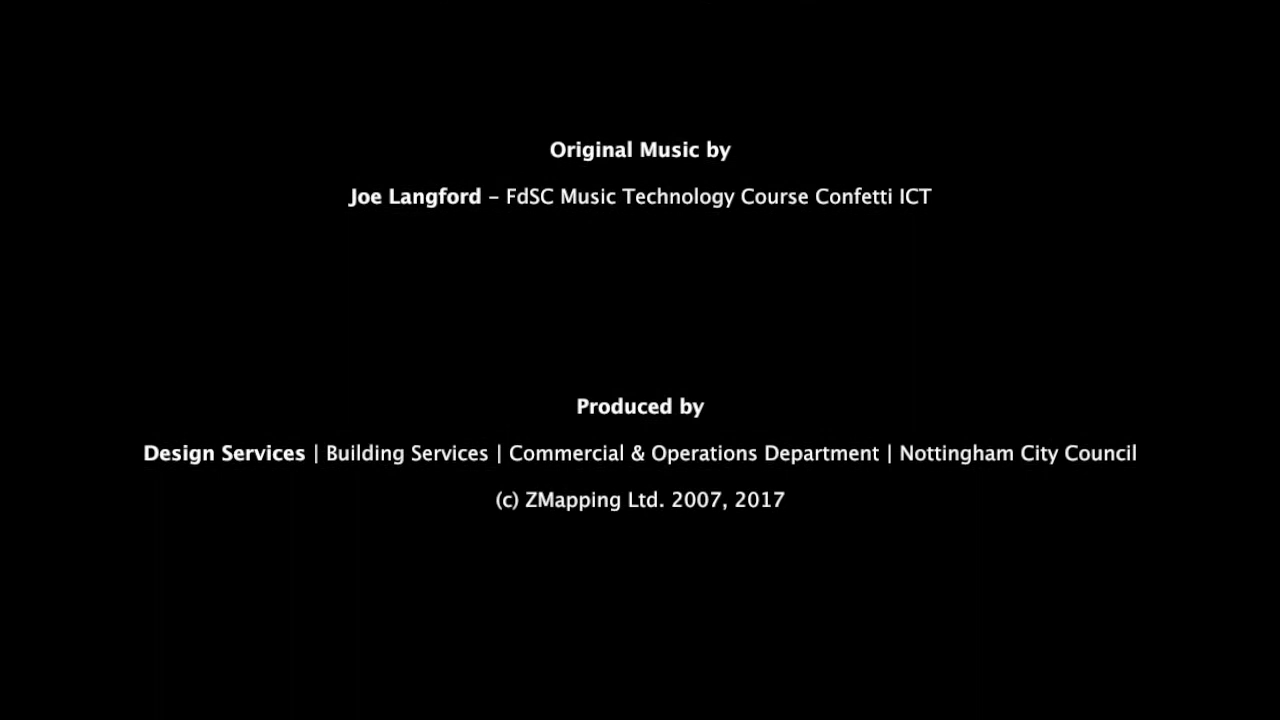 Original Music by
Joe Langford – FdSC Music Technology Course Confetti ICT
Produced by
Design Services | Building Services | Commercial & Operations Department | Nottingham City Council
(c) ZMapping Ltd. 2007, 2017